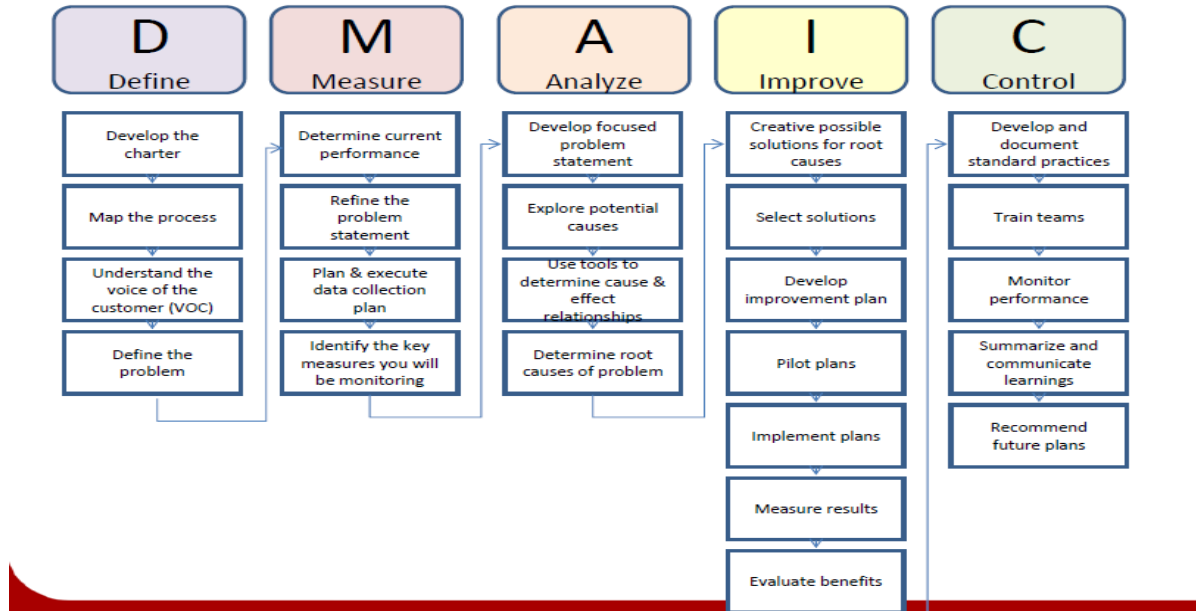 D
Define
M
Measure
A
Analyze
I
Improve
C
Control
Develop the
charter
Map the process
Understand the
voice of the
customer (VOC)
Define the
problem
Determine current
performance
Refine the
problem
statement
Plan & execute
data collection
plan
Identify the key
measures you will
be monitoring
Develop focused
problem
statement
Explore potential
causes
Use tools to
determine cause &
effect
relationships
Determine root
causes of problem
Creative possible
solutions for root
causes
Select solutions
Develop
improvement plan
Pilot plans
Implement plans
Measure results
Evaluate benefits
Develop and
document
standard practices
Train teams
Monitor
performance
Summarize and
communicate
learnings
Recommend
future plans